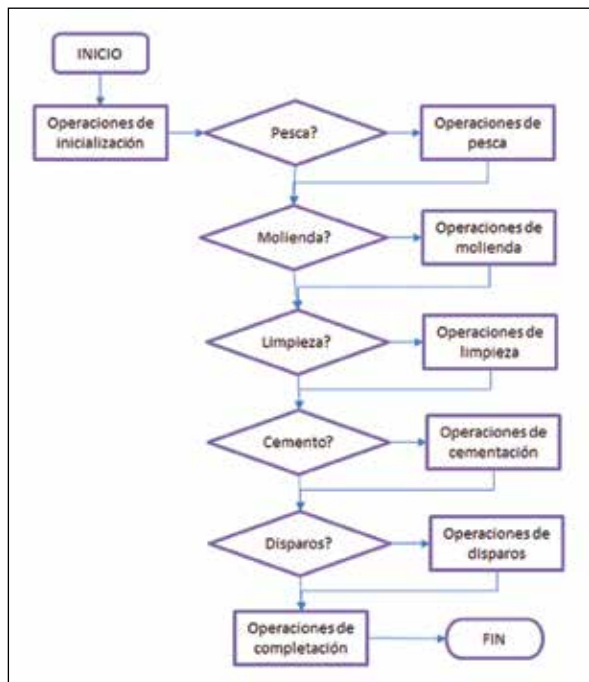 INICIO
Operaciones de
inicialización
Pesca?
Operaciones de
pesca
Molienda?
Operaciones de
molienda
Limpieza?
Operaciones de
limpieza
Cemento?
Operaciones de
cementación
Disparos?
Operaciones de
disparos
Operaciones de
completación
FIN